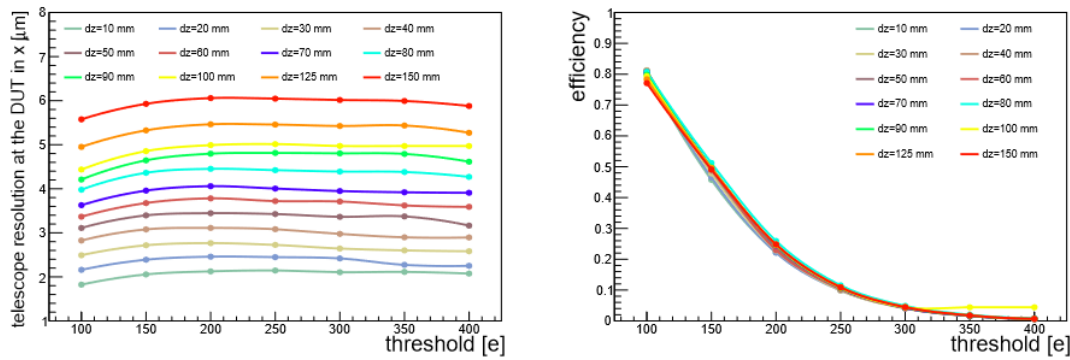 telescope resolution at the DUT in x [μm]
8
7
6
5
4
3
2
1
dz=10 mm dz=20 mm dz=30 mm dz=40 mm
dz=50 mm dz=60 mm dz=70 mm dz=80 mm
dz=90 mm dz=100 mm dz=125 mm dz=150 mm
100 150 200 250 300 350 400
threshold [e]
efficiency
1
0.9
0.8
0.7
0.6
0.5
0.4
0.3
0.2
0.1
0
dz=10 mm dz=20 mm
dz=30 mm dz=40 mm
dz=50 mm dz=60 mm
dz=70 mm dz=80 mm
dz=90 mm dz=100 mm
dz=125 mm dz=150 mm
100 150 200 250 300 350 400
threshold [e]